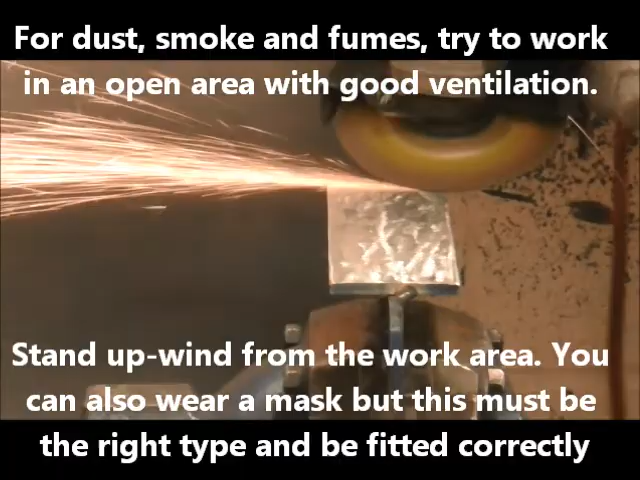 For dust, smoke and fumes, try to work
in an open area with good ventilation.
Stand up-wind from the work area. You
can also wear a mask but this must be
the right type and be fitted correctly